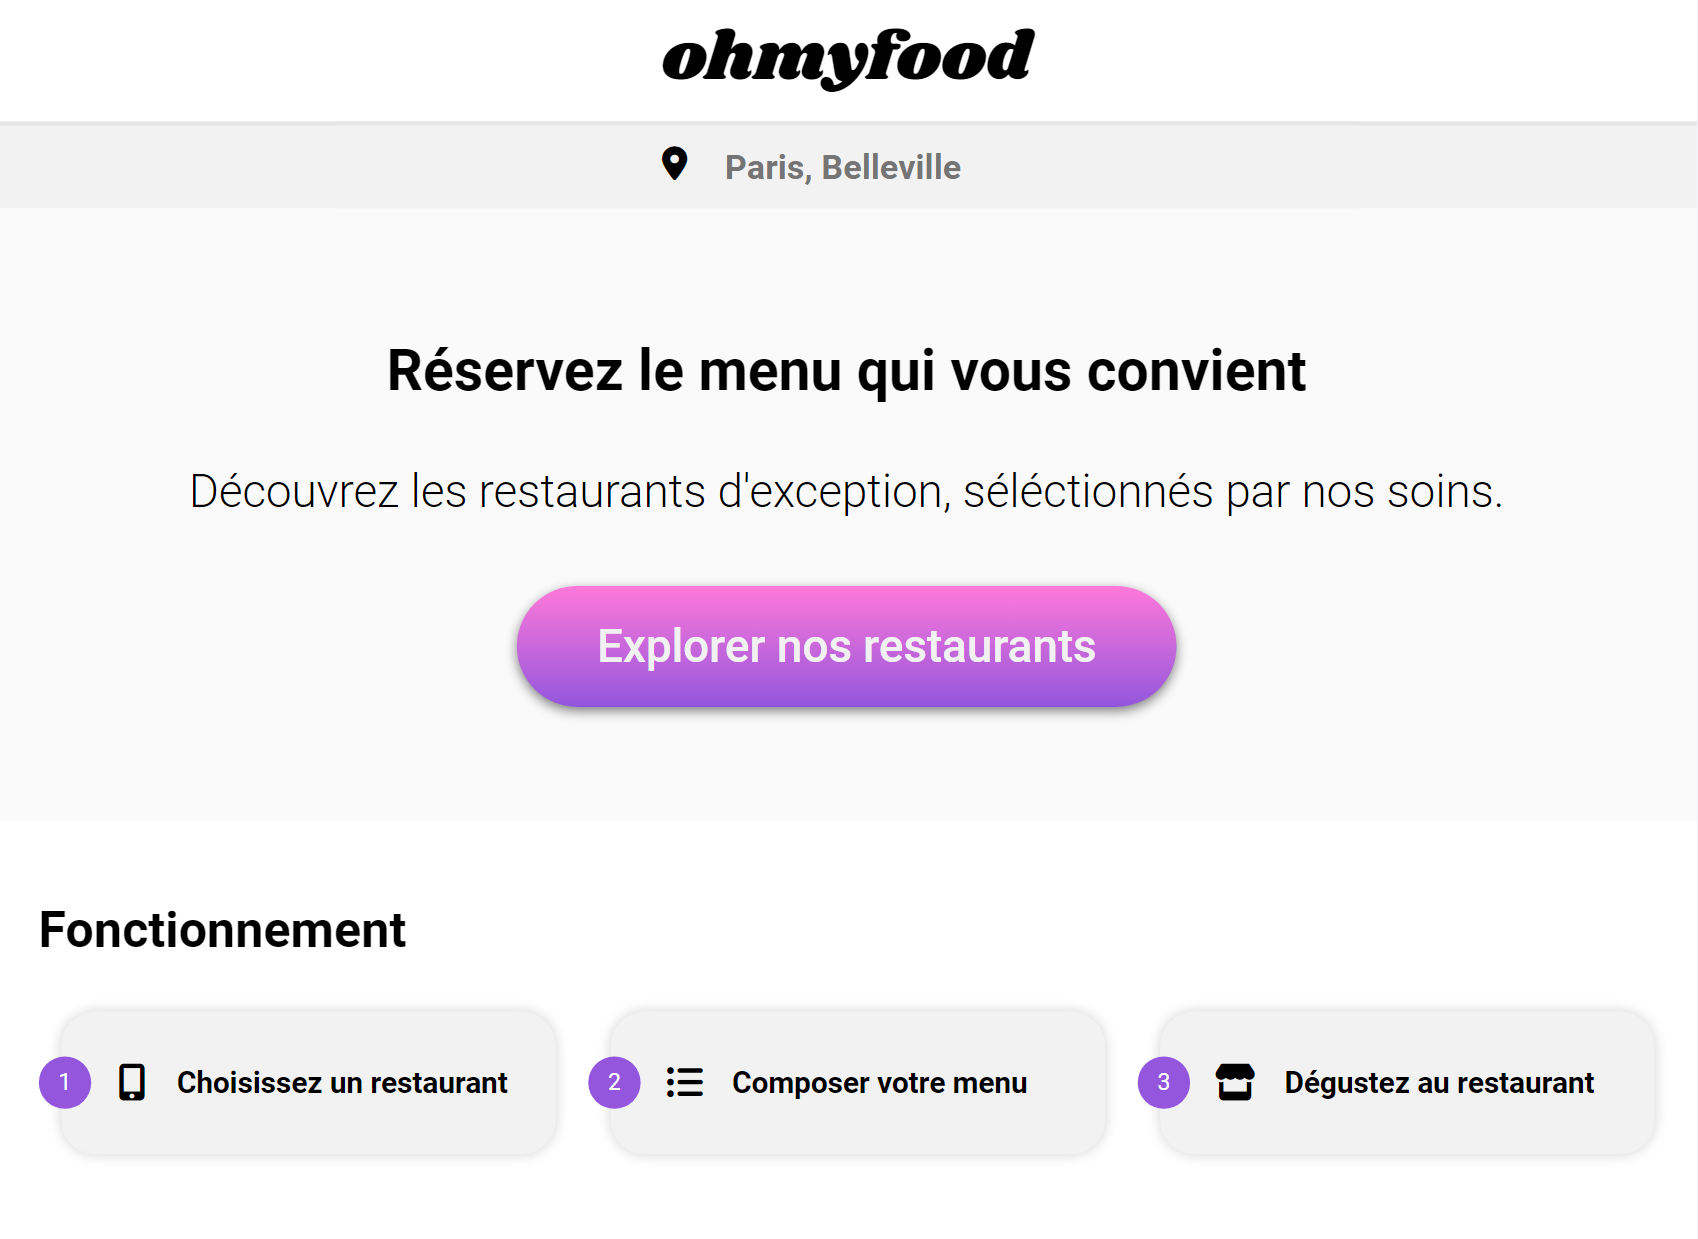 ohmyfood
Paris, Belleville
Réservez le menu qui vous convient
Découvrez les restaurants d'exception, séléctionnés par nos soins.
Explorer nos restaurants
Fonctionnement
1 Choisissez un restaurant
2 Composer votre menu
3 Dégustez au restaurant